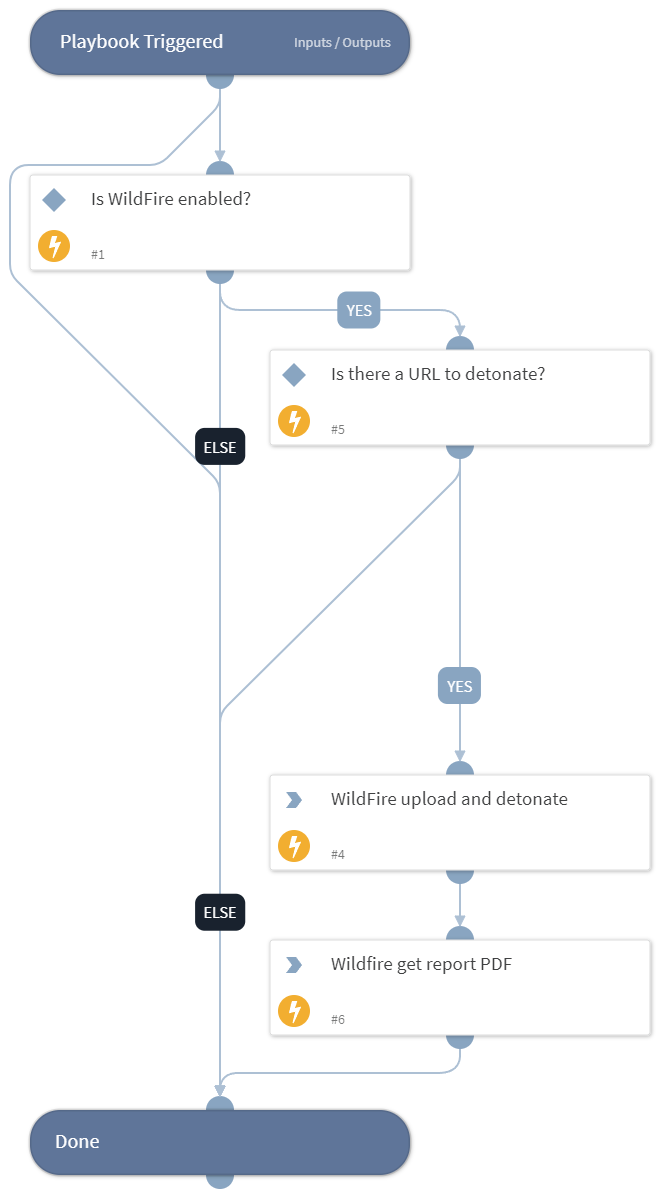 Playbook Triggered
Inputs / Outputs
Is WildFire enabled?
#1
YES
Is there a URL to detonate?
#5
ELSE
YES
WildFire upload and detonate
#4
ELSE
Wildfire get report PDF
#6
Done